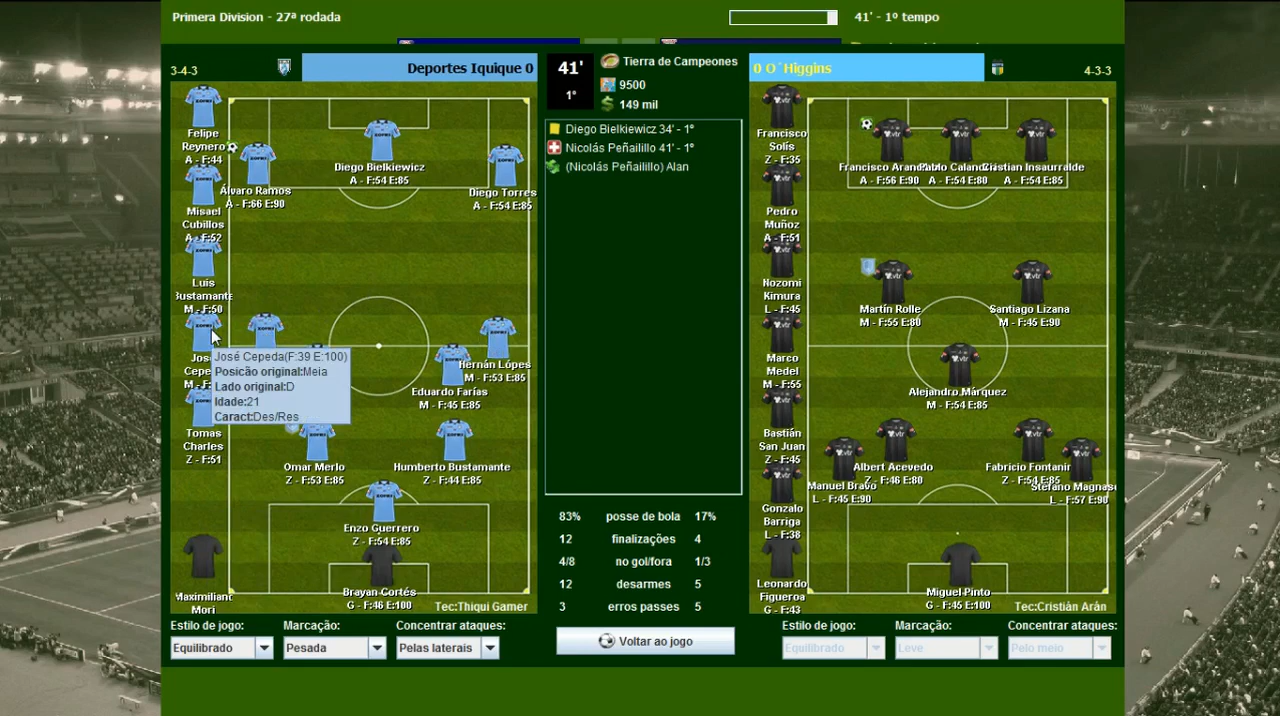 Primera Division - 27ª rodada
41' - 1º tempo
3-4-3
Deportes Iquique 0
41'
1°
Tierra de Campeones
9500
149 mil
0 O´Higgins
4-3-3
Felipe
Reynero
A - F:44
Misael
Cubillos
A - F:52
Luis
Bustamante
M - F:50
José
Tomas
Charles
Z - F:51
Maximiliano
Mori
Álvaro Ramos
A - F:66 E:90
Diego Bielkiewicz
A - F:54 E:85
Diego Torres
A - F:54 E:85
Hernán Lópes
M - F:53 E:85
Eduardo Farías
M - F:45 E:85
José Cepeda(F:39 E:100)
Posicão original:Meia
Lado original:D
Idade:21
Caract:Des/Res
Omar Merlo
Z - F:53 E:85
Humberto Bustamante
Z - F:44 E:85
Enzo Guerrero
Z - F:54 E:85
Brayan Cortés
G - F:46 E:100
Tec:Thiqui Gamer
Diego Bielkiewicz 34' - 1º
Nicolás Peñailillo 41' - 1º
(Nicolás Peñailillo) Alan
83% posse de bola 17%
12 finalizações 4
4/8 no gol/fora 1/3
12 desarmes 5
3 erros passes 5
Voltar ao jogo
Francisco
Solís
Z - F:35
Pedro
Muñoz
A - F:51
Nozomi
Kimura
L - F:45
Marco
Medel
M - F:55
Bastián
San Juan
Z - F:45
Gonzalo
Barriga
L - F:38
Leonardo
Figueroa
G - F:43
Francisco
A - F:56 E:90
Pablo
A - F:54 E:80
Cristian Insaurralde
A - F:54 E:85
Martín Rolle
M - F:55 E:80
Santiago Lizana
M - F:45 E:90
Alejandro Márquez
M - F:54 E:85
Manuel Bravo
L - F:45 E:90
Albert Acevedo
Z - F:46 E:80
Fabricio Fontanir
Z - F:54 E:85
Stefano Magnas
L - F:57 E:90
Miguel Pinto
G - F:45 E:100
Tec:Cristián Arán
Estilo de jogo: Marcação: Concentrar ataques:
Equilibrado Pesada Pelas laterais
Estilo de jogo: Marcação: Concentrar ataques:
Equilibrado Leve Pelo meio